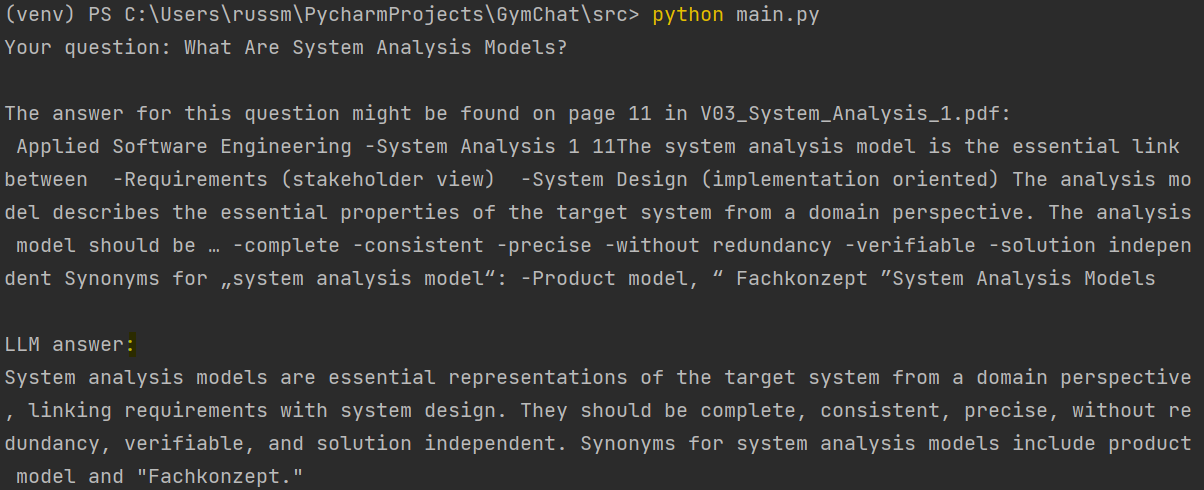 (venv) PS C:\Users\russm\PycharmProjects\GymChat\src> python main.py
Your question: What Are System Analysis Models?
The answer for this question might be found on page 11 in V03_System_Analysis_1.pdf:
 Applied Software Engineering -System Analysis 1 11The system analysis model is the essential link
between  -Requirements (stakeholder view)  -System Design (implementation oriented) The analysis mo
del describes the essential properties of the target system from a domain perspective. The analysis
 model should be … -complete -consistent -precise -without redundancy -verifiable -solution indepen
dent Synonyms for „system analysis model“: -Product model, “ Fachkonzept ”System Analysis Models
LLM answer:
System analysis models are essential representations of the target system from a domain perspective
, linking requirements with system design. They should be complete, consistent, precise, without re
dundancy, verifiable, and solution independent. Synonyms for system analysis models include product
 model and "Fachkonzept."